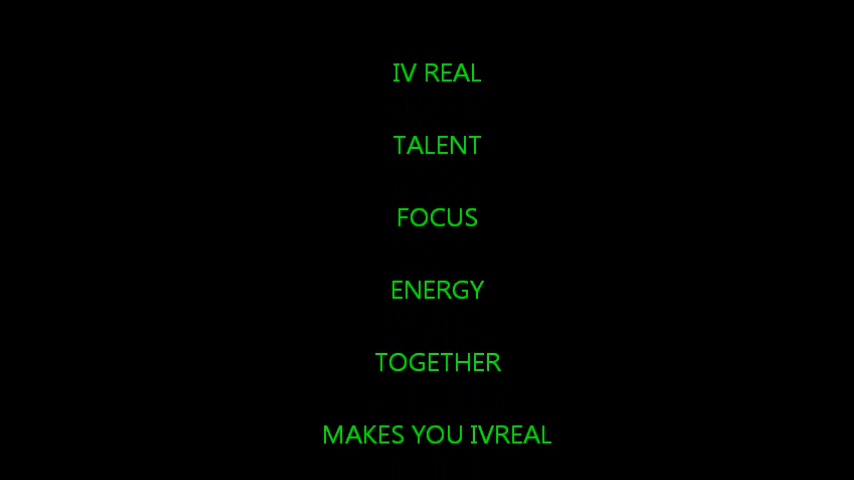 IV REAL
TALENT
FOCUS
ENERGY
TOGETHER
MAKES YOU IVREAL